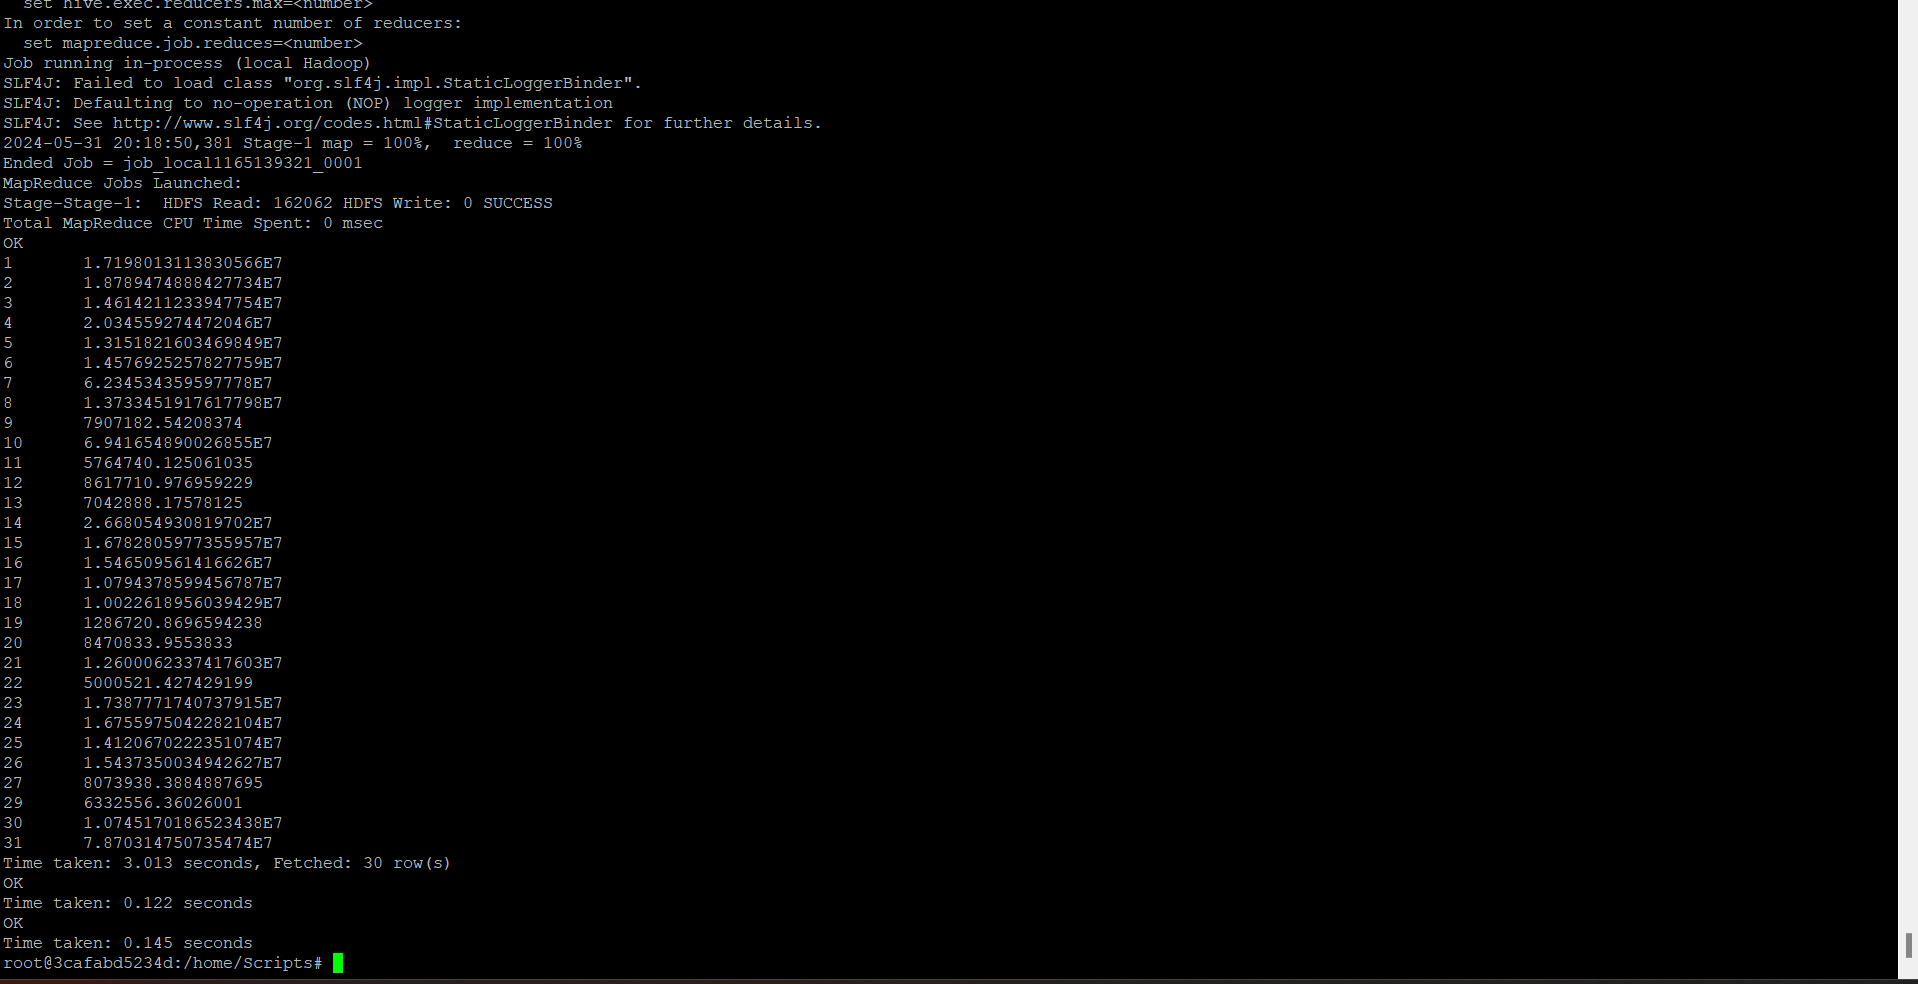 set hive.exec.reducers.max=<number>
In order to set a constant number of reducers:
  set mapreduce.job.reduces=<number>
Job running in-process (local Hadoop)
SLF4J: Failed to load class "org.slf4j.impl.StaticLoggerBinder".
SLF4J: Defaulting to no-operation (NOP) logger implementation
SLF4J: See http://www.slf4j.org/codes.html#StaticLoggerBinder for further details.
2024-05-31 20:18:50,381 Stage-1 map = 100%,  reduce = 100%
Ended Job = job_local1165139321_0001
MapReduce Jobs Launched:
Stage-Stage-1:  HDFS Read: 162062 HDFS Write: 0 SUCCESS
Total MapReduce CPU Time Spent: 0 msec
OK
1       1.7198013113830566E7
2       1.8789474888427734E7
3       1.4614211233947754E7
4       2.034559274472046E7
5       1.3151821603469849E7
6       1.4576925257827759E7
7       6.234534359597778E7
8       1.3733451917617798E7
9       7907182.54208374
10      6.941654890026855E7
11      5764740.125061035
12      8617710.976959229
13      7042888.17578125
14      2.668054930819702E7
15      1.6782805977355957E7
16      1.546509561416626E7
17      1.0794378599456787E7
18      1.0022618956039429E7
19      1286720.8696594238
20      8470833.9553833
21      1.2600062337417603E7
22      5000521.427429199
23      1.7387771740737915E7
24      1.6755975042282104E7
25      1.4120670222351074E7
26      1.5437350034942627E7
27      8073938.3884887695
29      6332556.36026001
30      1.0745170186523438E7
31      7.870314750735474E7
Time taken: 3.013 seconds, Fetched: 30 row(s)
OK
Time taken: 0.122 seconds
OK
Time taken: 0.145 seconds
root@3cafabd5234d:/home/Scripts#